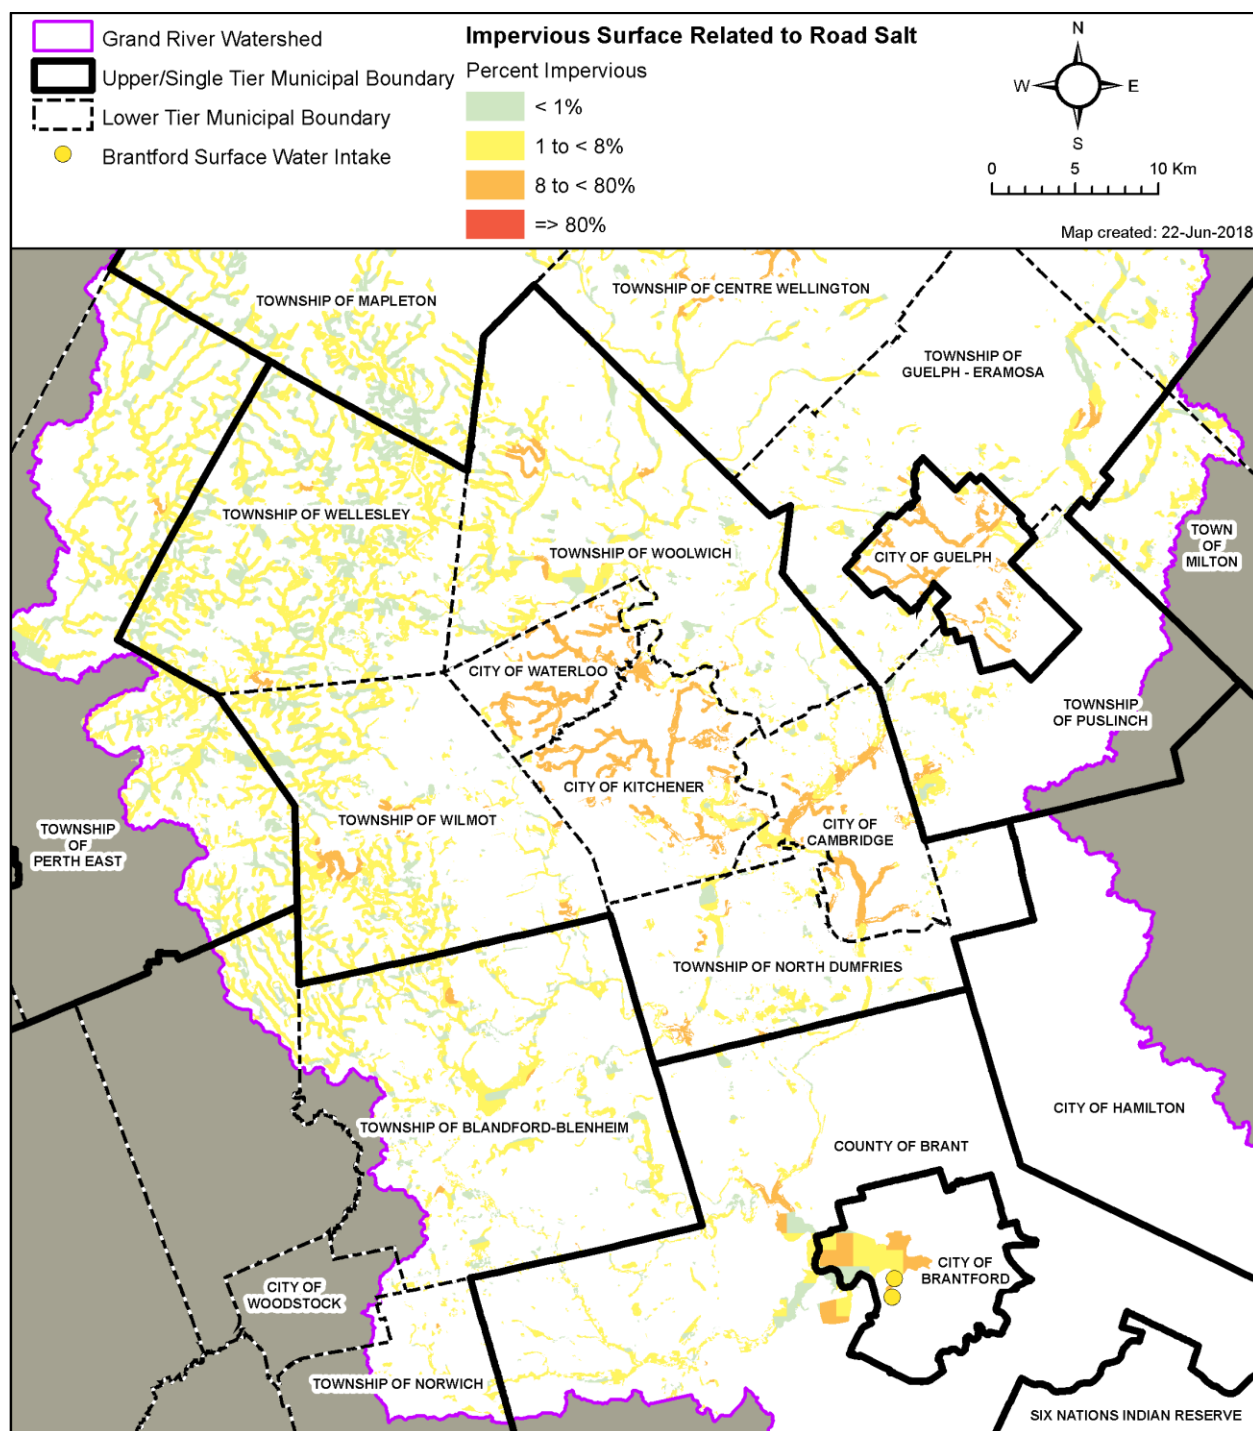 Grand River Watershed
Upper/Single Tier Municipal Boundary
Lower Tier Municipal Boundary
Brantford Surface Water Intake
Impervious Surface Related to Road Salt
Percent Impervious
< 1%
1 to < 8%
8 to < 80%
=> 80%
N
W
E
S
0 5 10 Km
Map created: 22-Jun-2018
TOWNSHIP OF MAPLETON
TOWNSHIP OF CENTRE WELLINGTON
TOWNSHIP OF
GUELPH - ERAMOSA
TOWNSHIP OF WELLESLEY
TOWNSHIP OF WOOLWICH
CITY OF GUELPH
TOWN
OF
MILTON
CITY OF WATERLOO
TOWNSHIP
OF PUSLINCH
CITY OF KITCHENER
TOWNSHIP OF WILMOT
CITY OF
CAMBRIDGE
TOWNSHIP
OF
PERTH EAST
TOWNSHIP OF NORTH DUMFRIES
CITY OF HAMILTON
TOWNSHIP OF BLANDFORD-BLENHEIM
COUNTY OF BRANT
CITY OF
BRANTFORD
CITY OF
WOODSTOCK
TOWNSHIP OF NORWICH
SIX NATIONS INDIAN RESERVE